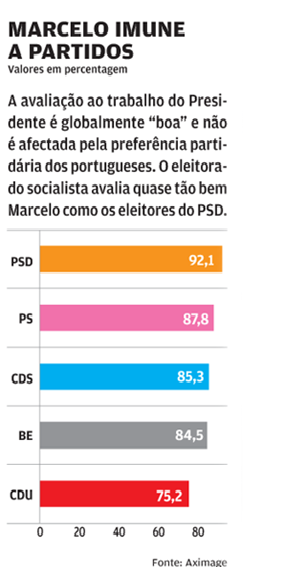 MARCELO IMUNE
A PARTIDOS
Valores em percentagem
A avaliação ao trabalho do Presi-
dente é globalmente “boa” e não
é afectada pela preferência parti-
dária dos portugueses. O eleitora-
do socialista avalia quase tão bem
Marcelo como os eleitores do PSD.
PSD 92,1
PS 87,8
CDS 85,3
BE 84,5
CDU 75,2
0 20 40 60 80
Fonte: Aximage